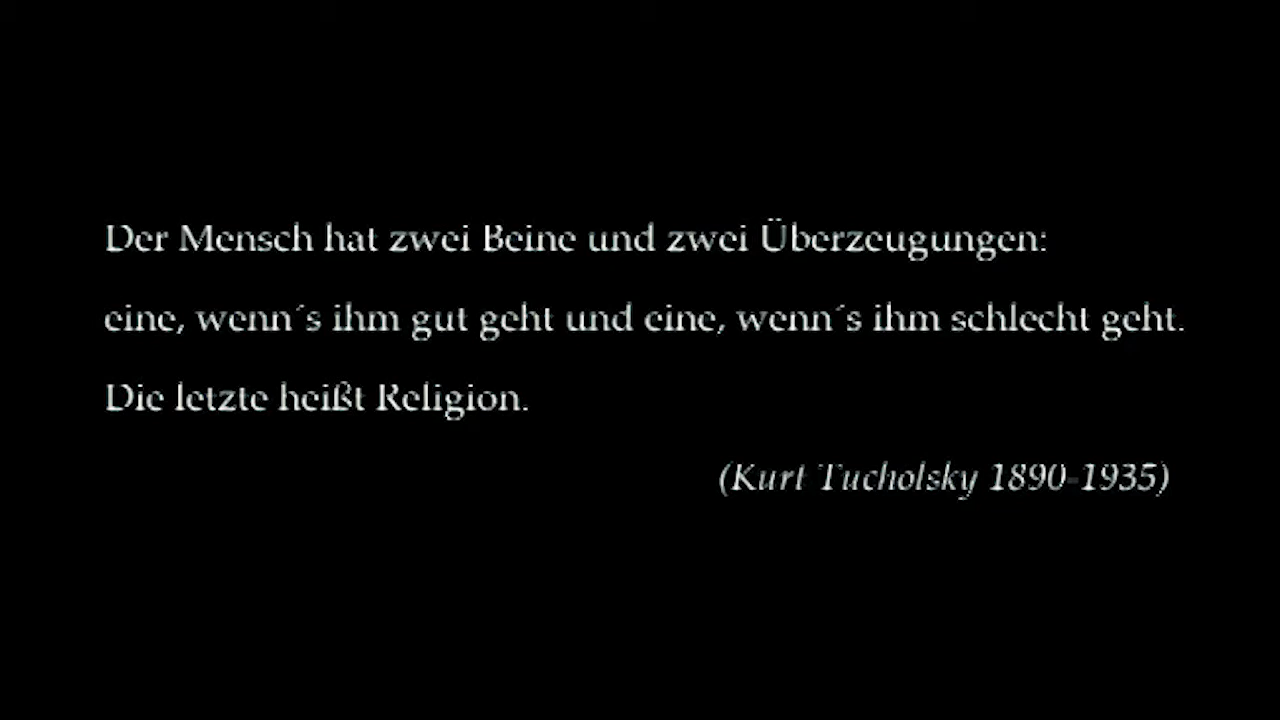 Der Mensch hat zwei Beine und zwei Überzeugungen:
eine, wenn´s ihm gut geht und eine, wenn´s ihm schlecht geht.
Die letzte heißt Religion.
(Kurt Tucholsky 1890-1935)